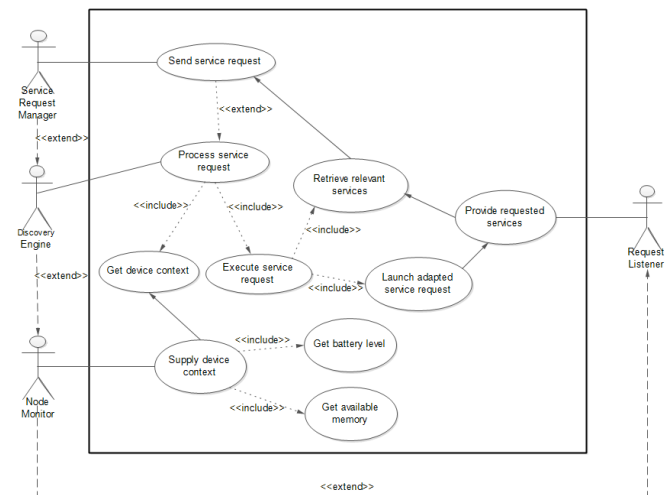 Send service request
Service
Request
Manager
<<extend>>
<<extend>>
Process service
request
Retrieve relevant
services
Provide requested
services
<<include>>
<<include>>
<<include>>
Discovery
Engine
Request
Listener
<<extend>>
Get device context
Execute service
request
<<include>>
Launch adapted
service request
<<include>>
Get battery level
Supply device
context
<<include>>
Node
Monitor
Get available
memory
<<extend>>